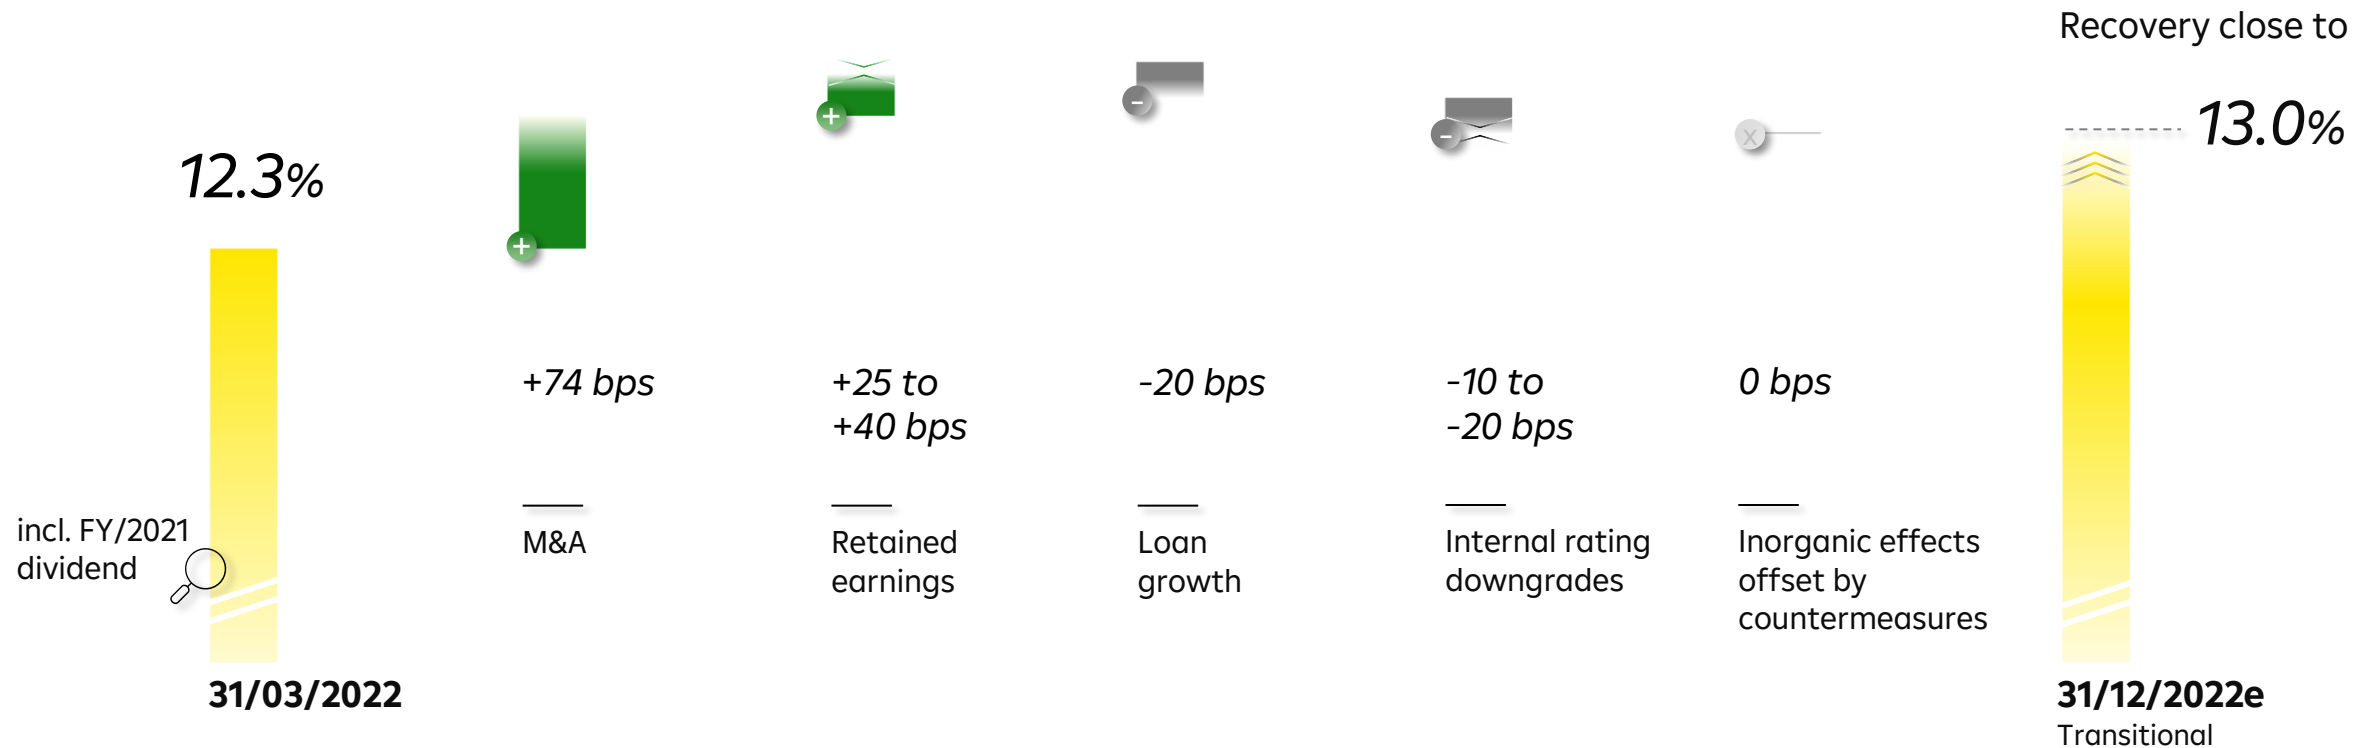 Recovery close to
13.0%
12.3%
+
+
-
-
x
+74 bps
+25 to
+40 bps
-20 bps
-10 to
-20 bps
0 bps
incl. FY/2021
dividend
M&A
Retained
earnings
Loan
growth
Internal rating
downgrades
Inorganic effects
offset by
countermeasures
31/03/2022
31/12/2022e
Transitional